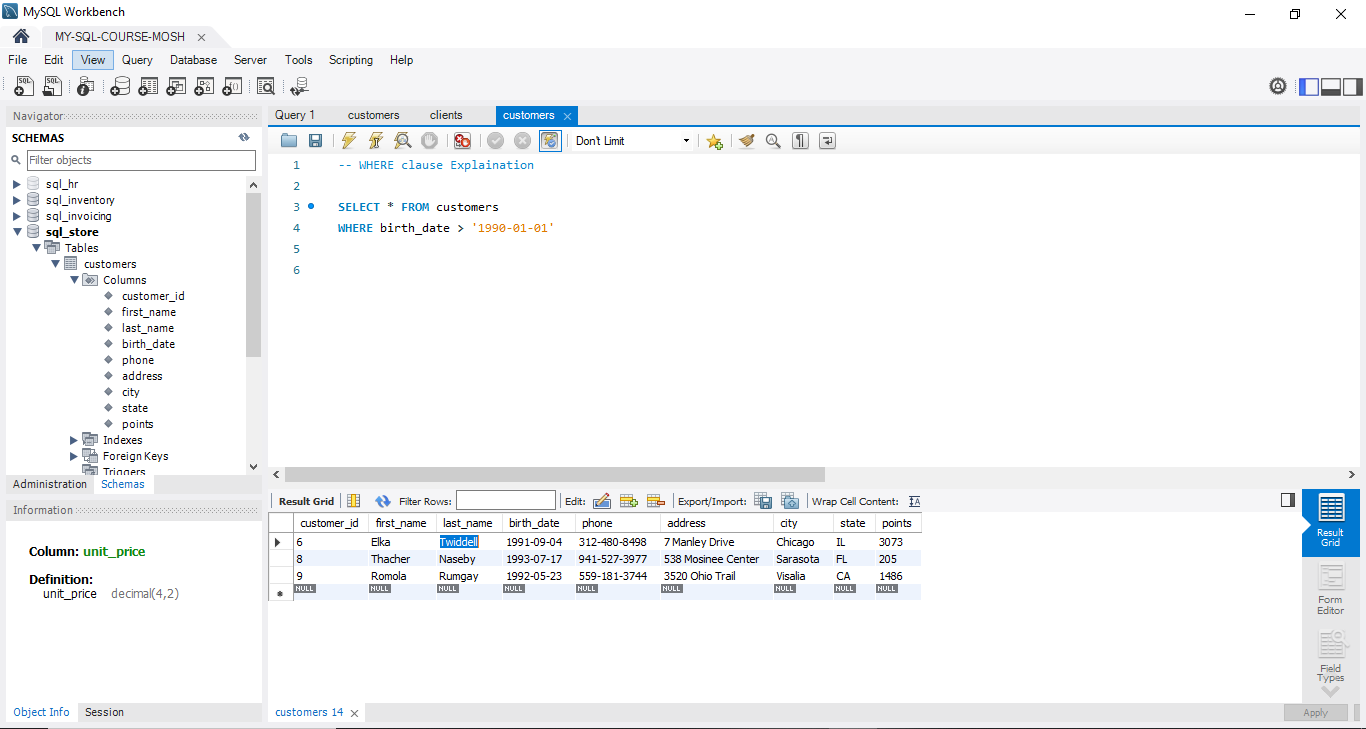 MySQL Workbench
MY-SQL-COURSE-MOSH
File Edit View Query Database Server Tools Scripting Help
Navigator
SCHEMAS
Filter objects
sql_hr
sql_inventory
sql_invoicing
sql_store
Tables
customers
Columns
customer_id
first_name
last_name
birth_date
phone
address
city
state
points
Indexes
Foreign Keys
Triggers
Administration Schemas
Information
Column: unit_price
Definition:
unit_price decimal(4,2)
Object Info Session
Query 1 customers clients customers
Don't Limit
1 -- WHERE clause Explaination
2
3 SELECT * FROM customers
4 WHERE birth_date > '1990-01-01'
5
6
Result Grid Filter Rows: Edit: Export/Import: Wrap Cell Content:
customer_id first_name last_name birth_date phone address city state points
6 Elka Twiddell 1991-09-04 312-480-8498 7 Manley Drive Chicago IL 3073
8 Thacher Naseby 1993-07-17 941-527-3977 538 Mosinee Center Sarasota FL 205
9 Romola Rumgay 1992-05-23 559-181-3744 3520 Ohio Trail Visalia CA 1486
NULL NULL NULL NULL NULL NULL NULL NULL NULL
Result
Grid
Form
Editor
Field
Types
customers 14
Apply